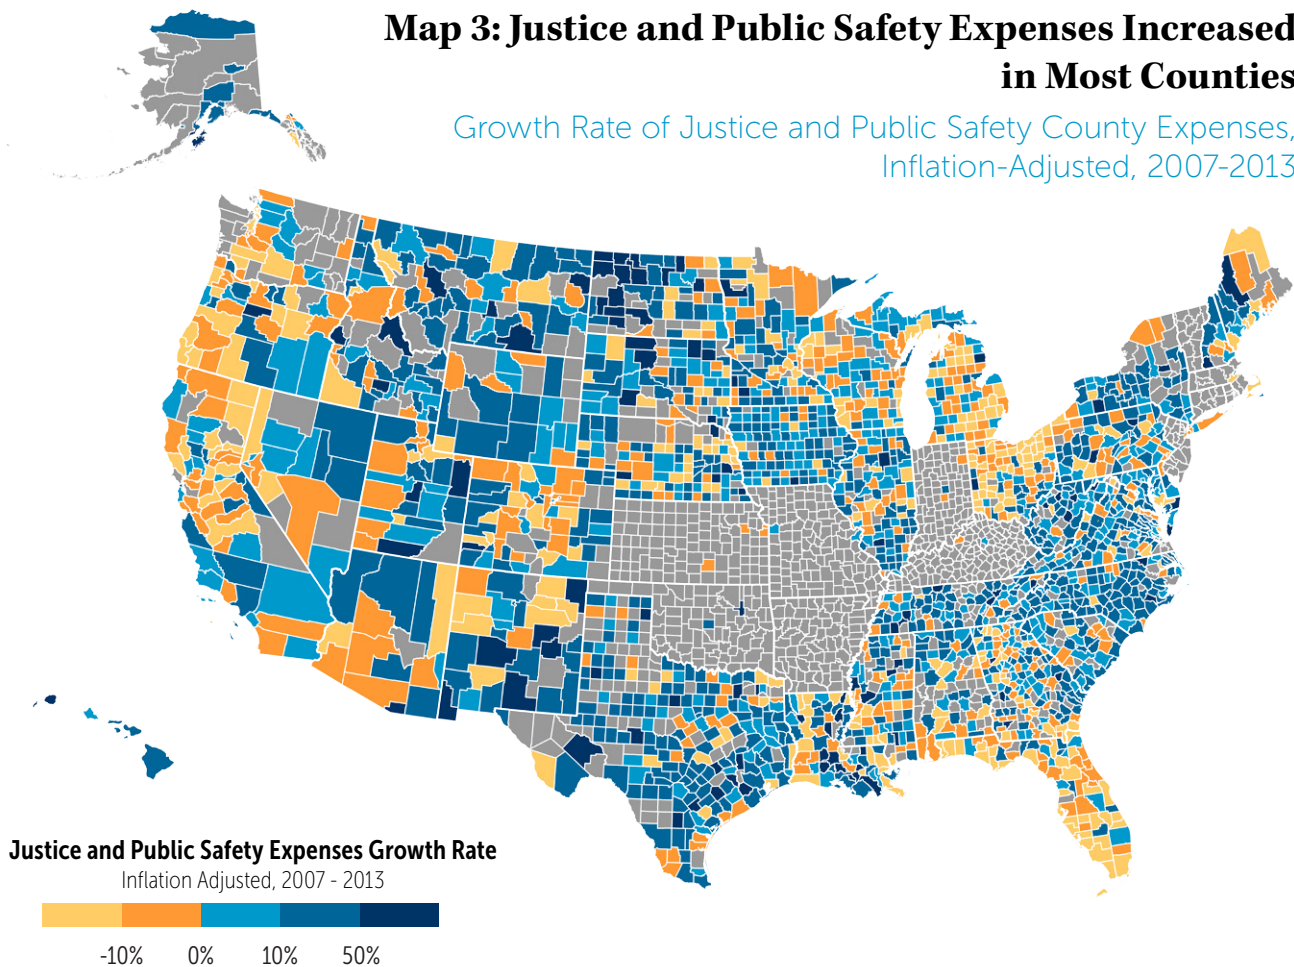 Map 3: Justice and Public Safety Expenses Increased
in Most Counties
Growth Rate of Justice and Public Safety County Expenses,
Inflation-Adjusted, 2007-2013
Justice and Public Safety Expenses Growth Rate
Inflation Adjusted, 2007 - 2013
-10% 0% 10% 50%